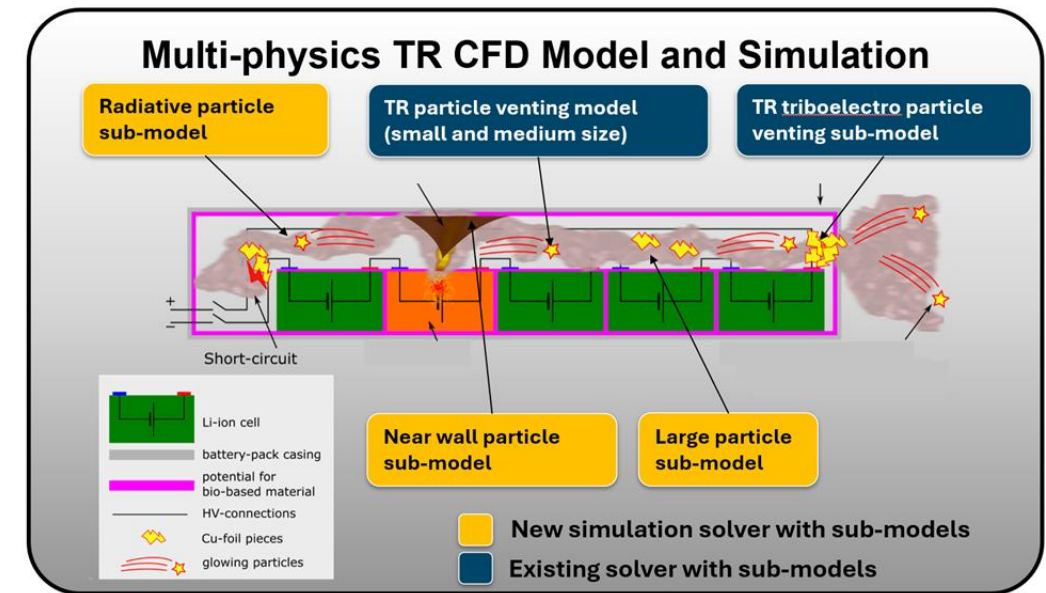 Multi-physics TR CFD Model and Simulation
Radiative particle
sub-model
TR particle venting model
(small and medium size)
TR triboelectro particle
venting sub-model
+
−
Short-circuit
Li-ion cell
battery-pack casing
potential for
bio-based material
HV-connections
Cu-foil pieces
glowing particles
Near wall particle
sub-model
Large particle
sub-model
New simulation solver with sub-models
Existing solver with sub-models